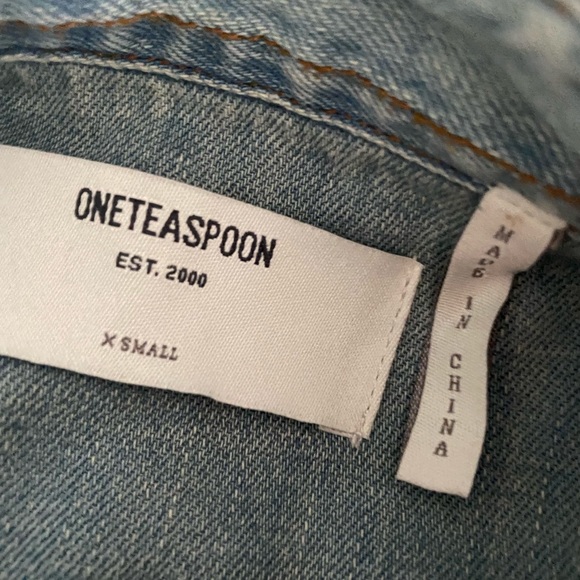 ONETEASPOON
EST. 2000
X SMALL
MADE IN CHINA